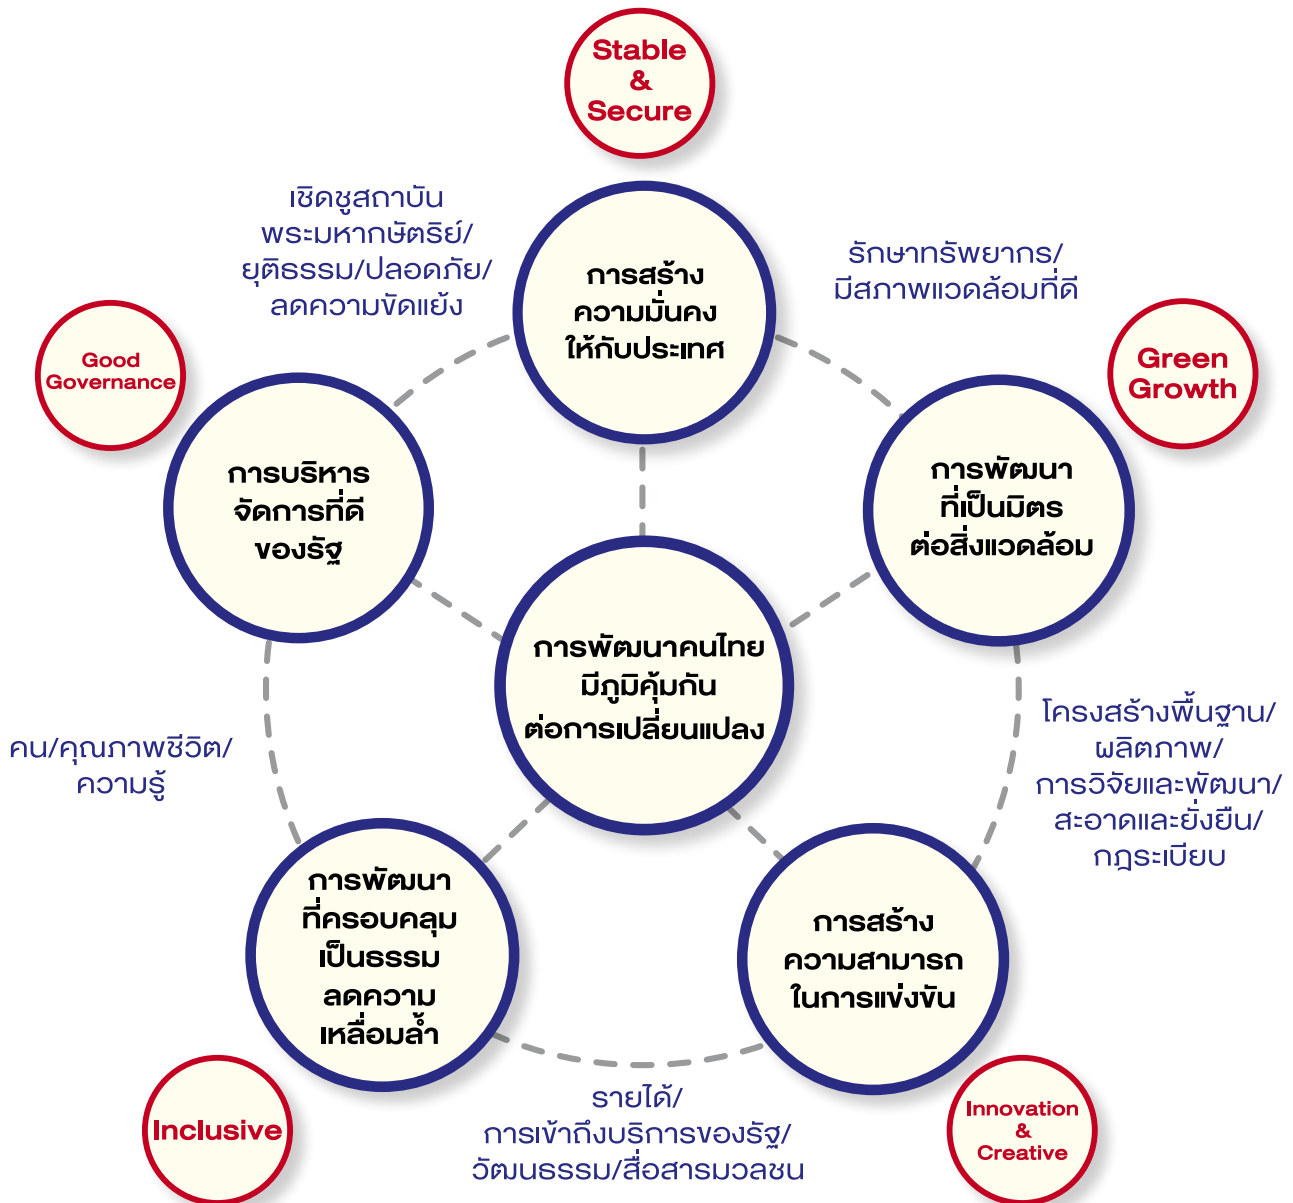 Stable
&
Secure
เชิดชูสถาบัน
พระมหากษัตริย์/
ยุติธรรม/ปลอดภัย/
ลดความขัดแย้ง
การสร้าง
ความมั่นคง
ให้กับประเทศ
รักษาทรัพยากร/
มีสภาพแวดล้อมที่ดี
Good
Governance
Green
Growth
การบริหาร
จัดการที่ดี
ของรัฐ
การพัฒนา
ที่เป็นมิตร
ต่อสิ่งแวดล้อม
การพัฒนาคนไทย
มีภูมิคุ้มกัน
ต่อการเปลี่ยนแปลง
คน/คุณภาพชีวิต/
ความรู้
โครงสร้างพื้นฐาน/
ผลิตภาพ/
การวิจัยและพัฒนา/
สะอาดและยั่งยืน/
กฎระเบียบ
การพัฒนา
ที่ครอบคลุม
เป็นธรรม
ลดความ
เหลื่อมล้ำ
การสร้าง
ความสามารถ
ในการแข่งขัน
Inclusive
รายได้/
การเข้าถึงบริการของรัฐ/
วัฒนธรรม/สื่อสารมวลชน
Innovation
&
Creative